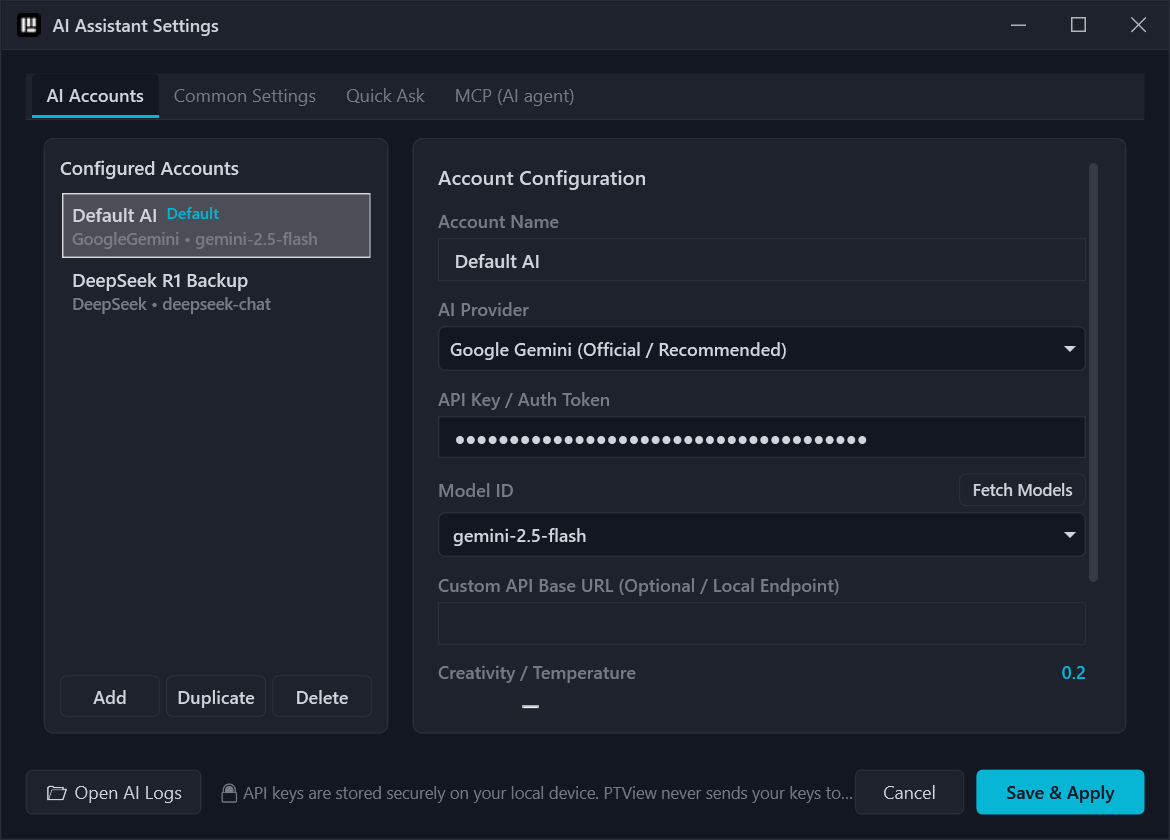 AI Assistant Settings
AI Accounts
Common Settings
Quick Ask
MCP (AI agent)
Configured Accounts
Default AI Default
GoogleGemini • gemini-2.5-flash
DeepSeek R1 Backup
DeepSeek • deepseek-chat
Add
Duplicate
Delete
Account Configuration
Account Name
Default AI
AI Provider
Google Gemini (Official / Recommended)
API Key / Auth Token
Model ID
Fetch Models
gemini-2.5-flash
Custom API Base URL (Optional / Local Endpoint)
Creativity / Temperature
0.2
Open AI Logs
API keys are stored securely on your local device. PTView never sends your keys to...
Cancel
Save & Apply